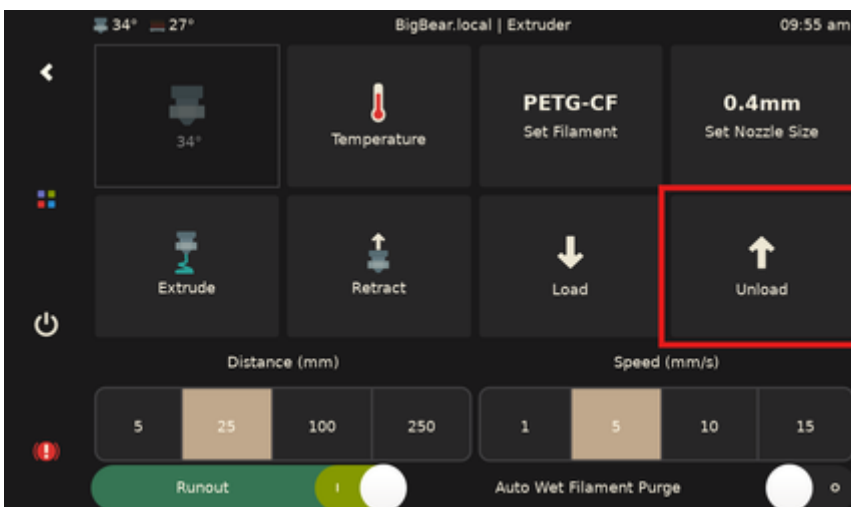 34° 27° BigBear.local | Extruder 09:55 am
34°
Temperature
PETG-CF
Set Filament
0.4mm
Set Nozzle Size
Extrude
Retract
Load
Unload
Distance (mm)
Speed (mm/s)
5 25 100 250
1 5 10 15
Runout
Auto Wet Filament Purge